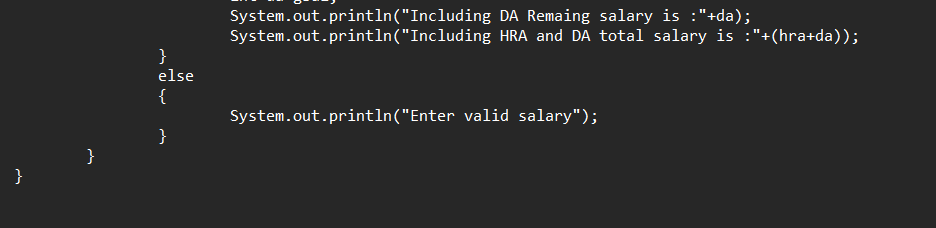 System.out.println("Including DA Remaing salary is :"+da);
System.out.println("Including HRA and DA total salary is :"+(hra+da));
}
else
{
System.out.println("Enter valid salary");
}
}
}